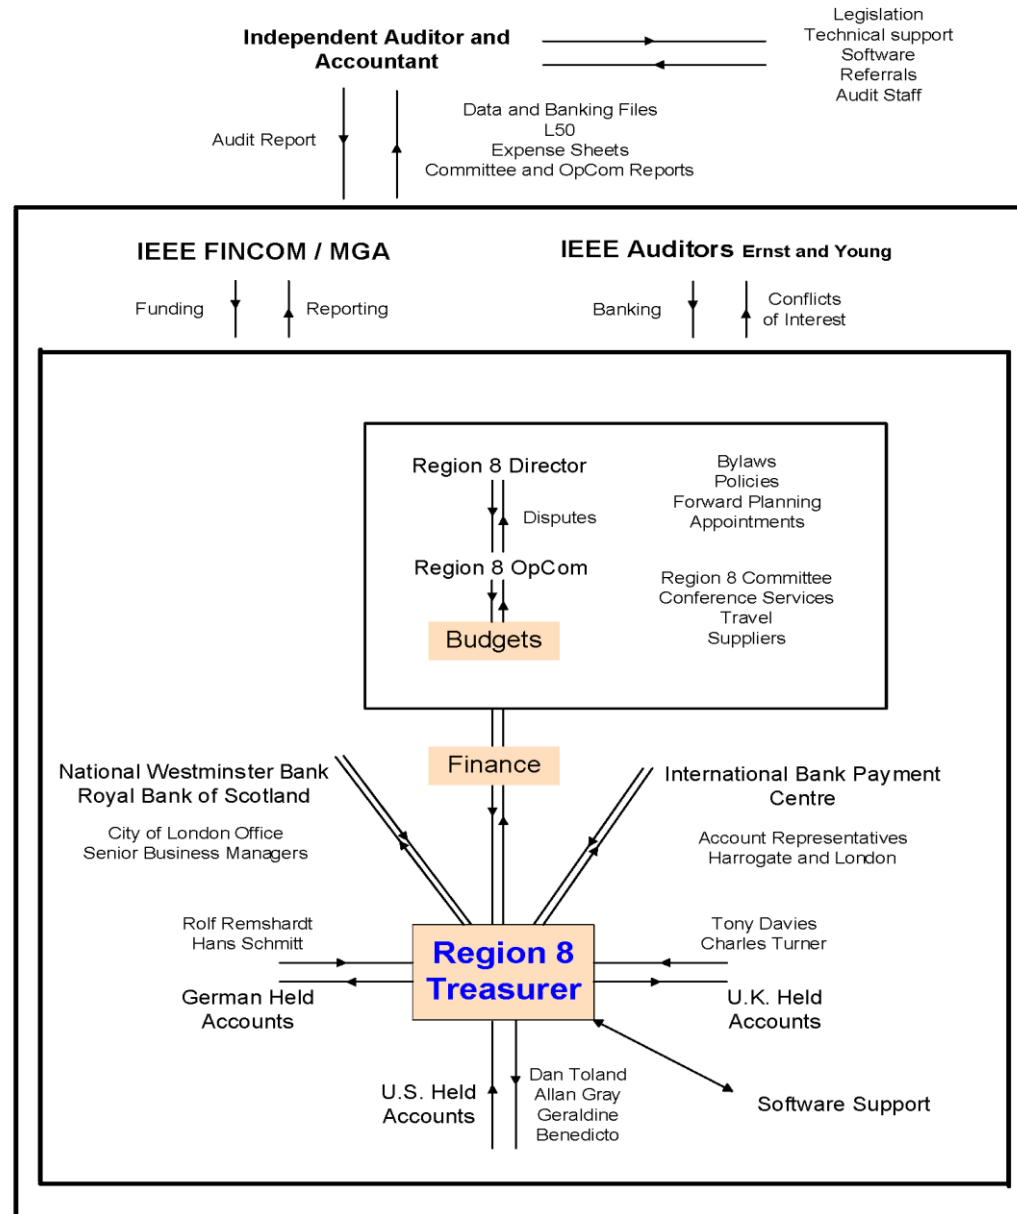 Independent Auditor and
Accountant
Legislation
Technical support
Software
Referrals
Audit Staff
Audit Report
Data and Banking Files
L50
Expense Sheets
Committee and OpCom Reports
IEEE FINCOM / MGA
IEEE Auditors Ernst and Young
Funding
Reporting
Banking
Conflicts
of Interest
Region 8 Director
Disputes
Region 8 OpCom
Budgets
Bylaws
Policies
Forward Planning
Appointments
Region 8 Committee
Conference Services
Travel
Suppliers
Finance
National Westminster Bank
Royal Bank of Scotland
City of London Office
Senior Business Managers
International Bank Payment
Centre
Account Representatives
Harrogate and London
Rolf Remshardt
Hans Schmitt
German Held
Accounts
Region 8
Treasurer
Tony Davies
Charles Turner
U.K. Held
Accounts
U.S. Held
Accounts
Dan Toland
Allan Gray
Geraldine
Benedicto
Software Support